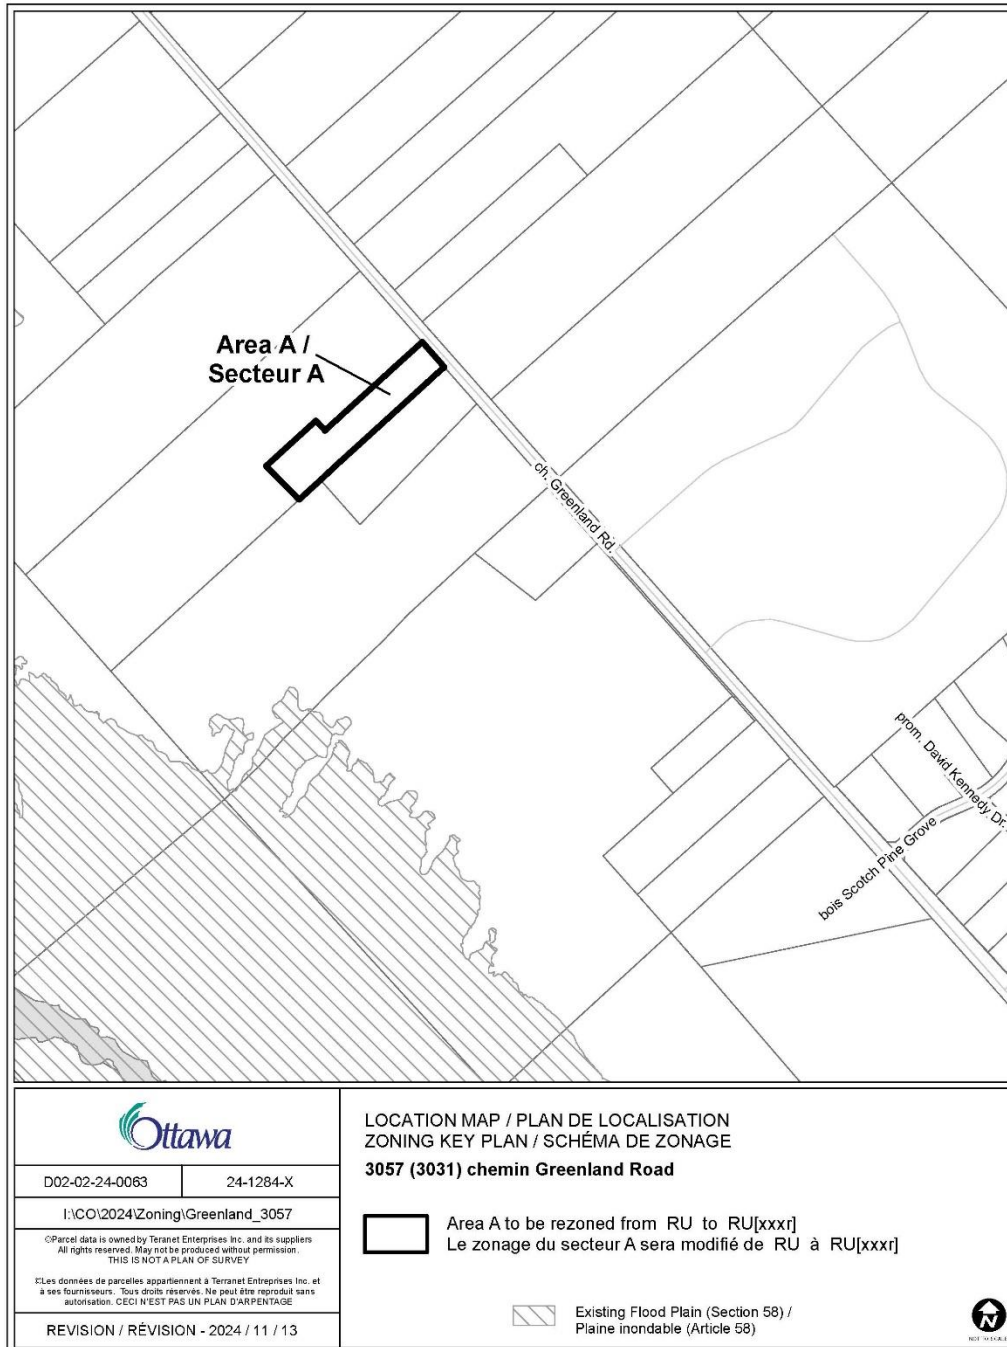 Area A /
Secteur A
ch. Greenland Rd.
prom. David Kennedy Dr.
bois Scotch Pine Grove
Ottawa
D02-02-24-0063
24-1284-X
I:\CO\2024\Zoning\Greenland_3057
©Parcel data is owned by Teranet Enterprises Inc. and its suppliers
All rights reserved. May not be produced without permission.
THIS IS NOT A PLAN OF SURVEY
©Les données de parcelles appartiennent à Terranet Entreprises Inc. et
à ses fournisseurs. Tous droits réservés. Ne peut être reproduit sans
autorisation. CECI N'EST PAS UN PLAN D'ARPENTAGE
REVISION / RÉVISION - 2024 / 11 / 13
LOCATION MAP / PLAN DE LOCALISATION
ZONING KEY PLAN / SCHÉMA DE ZONAGE
3057 (3031) chemin Greenland Road
Area A to be rezoned from RU to RU[xxxr]
Le zonage du secteur A sera modifié de RU à RU[xxxr]
Existing Flood Plain (Section 58) /
Plaine inondable (Article 58)
N
NOT TO SCALE